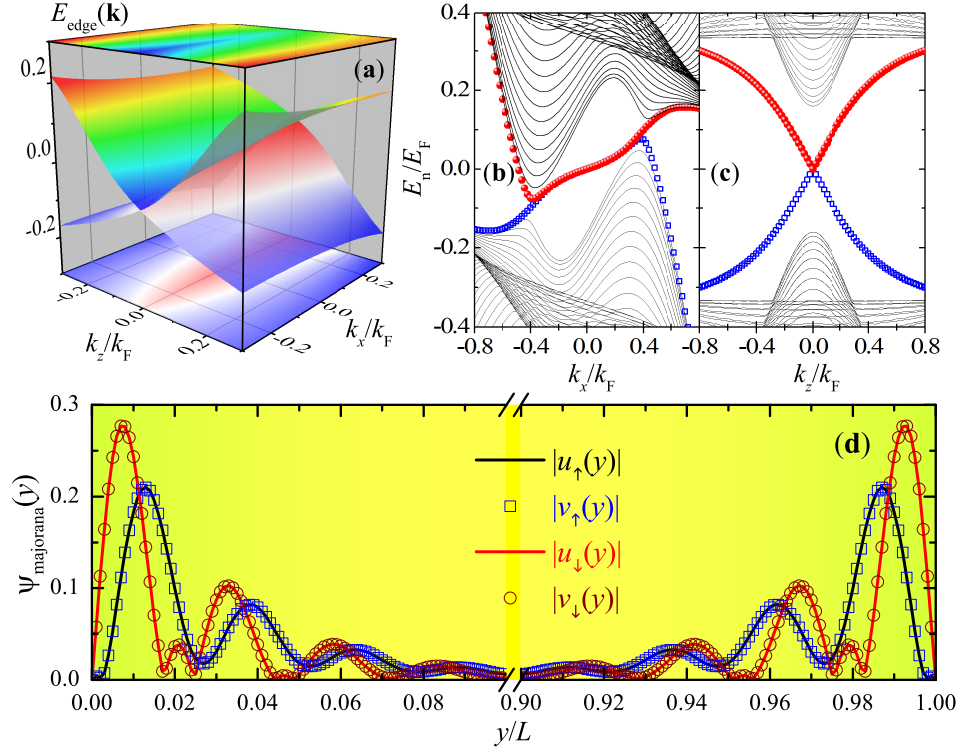 E_edge(k)
(a)
0.2
0.0
-0.2
-0.2
0.0
0.2
k_z/k_F
-0.2
0.0
0.2
k_x/k_F
E_n/E_F
0.4
0.2
0.0
-0.2
-0.4
(b)
-0.8 -0.4 0.0 0.4 -0.8
k_x/k_F
(c)
-0.4 0.0 0.4 0.8
k_z/k_F
(d)
Ψ_majorana(y)
0.3
0.2
0.1
0.0
|u↑(y)|
|v↑(y)|
|u↓(y)|
|v↓(y)|
0.00 0.02 0.04 0.06 0.08 0.90 0.92 0.94 0.96 0.98 1.00
y/L